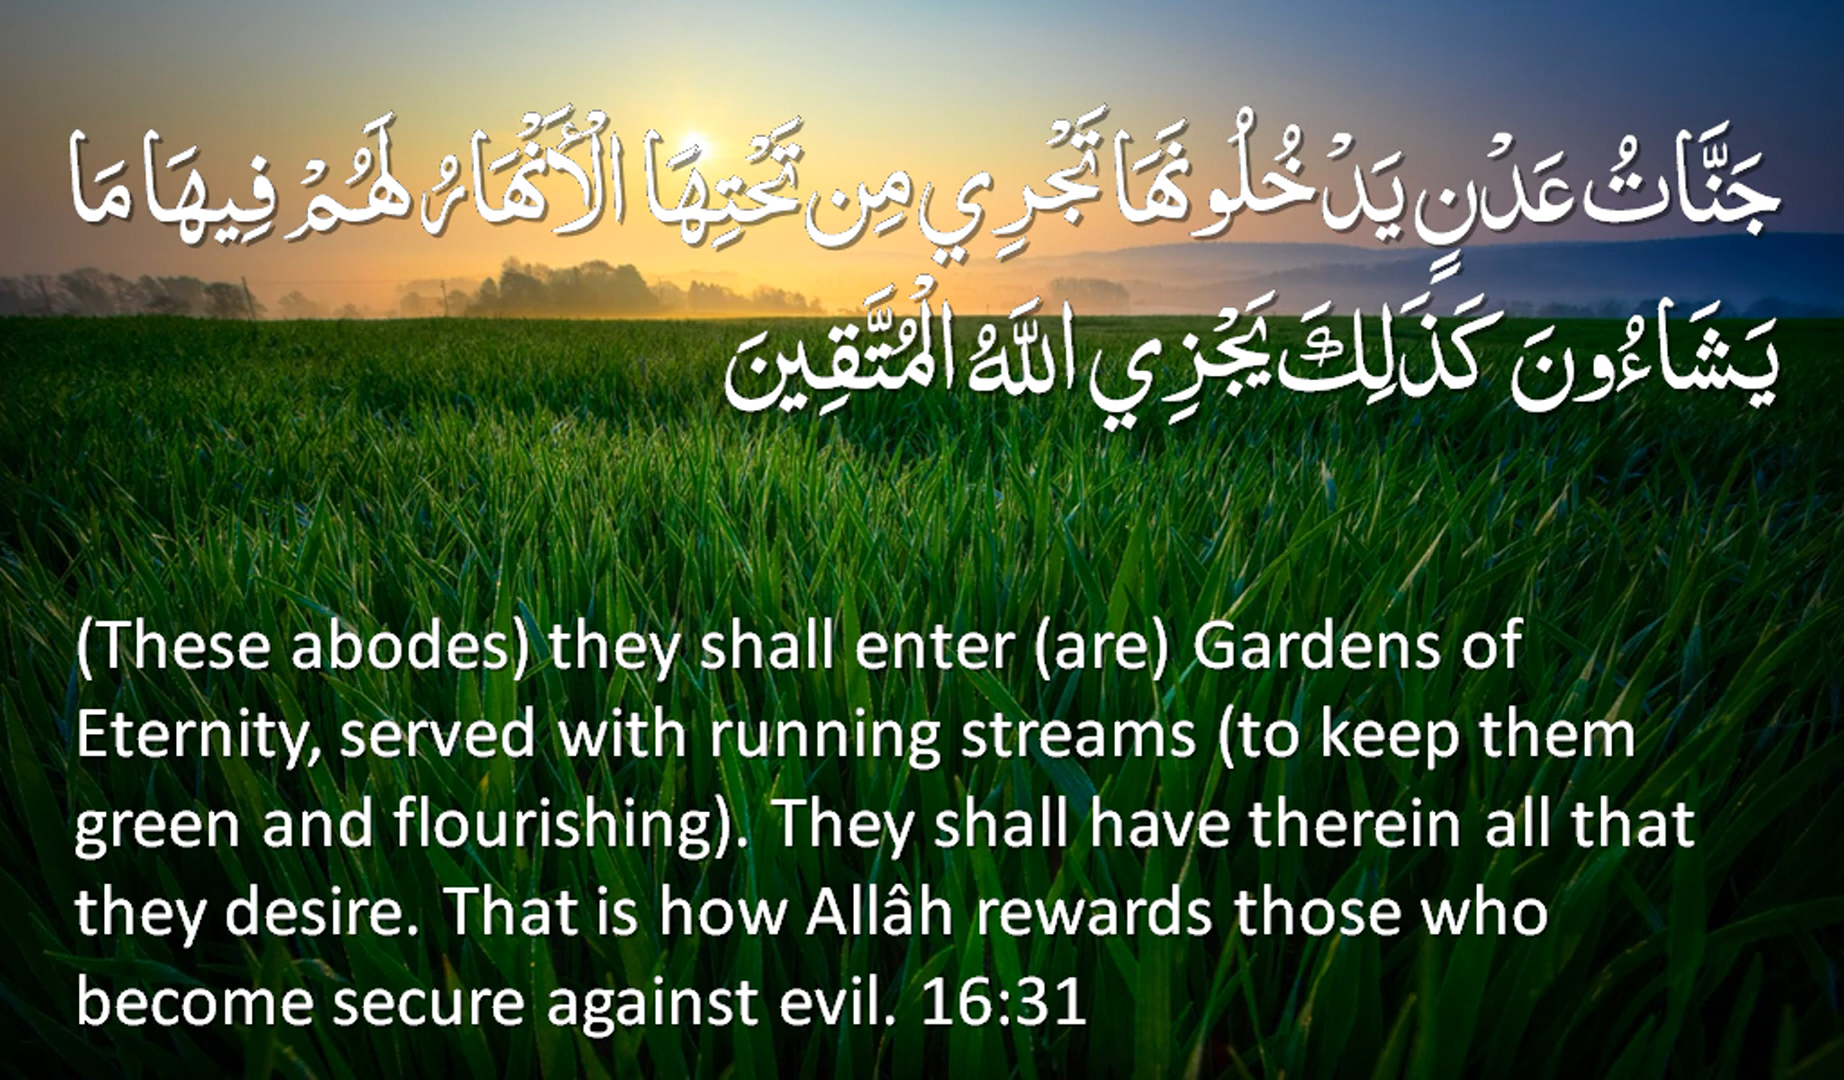 جَنَّاتُ عَدْنٍ يَدْخُلُونَهَا تَجْرِي مِن تَحْتِهَا الْأَنْهَارُ لَهُمْ فِيهَا مَا
يَشَاءُونَ كَذَلِكَ يَجْزِي اللَّهُ الْمُتَّقِينَ
(These abodes) they shall enter (are) Gardens of
Eternity, served with running streams (to keep them
green and flourishing). They shall have therein all that
they desire. That is how Allâh rewards those who
become secure against evil. 16:31